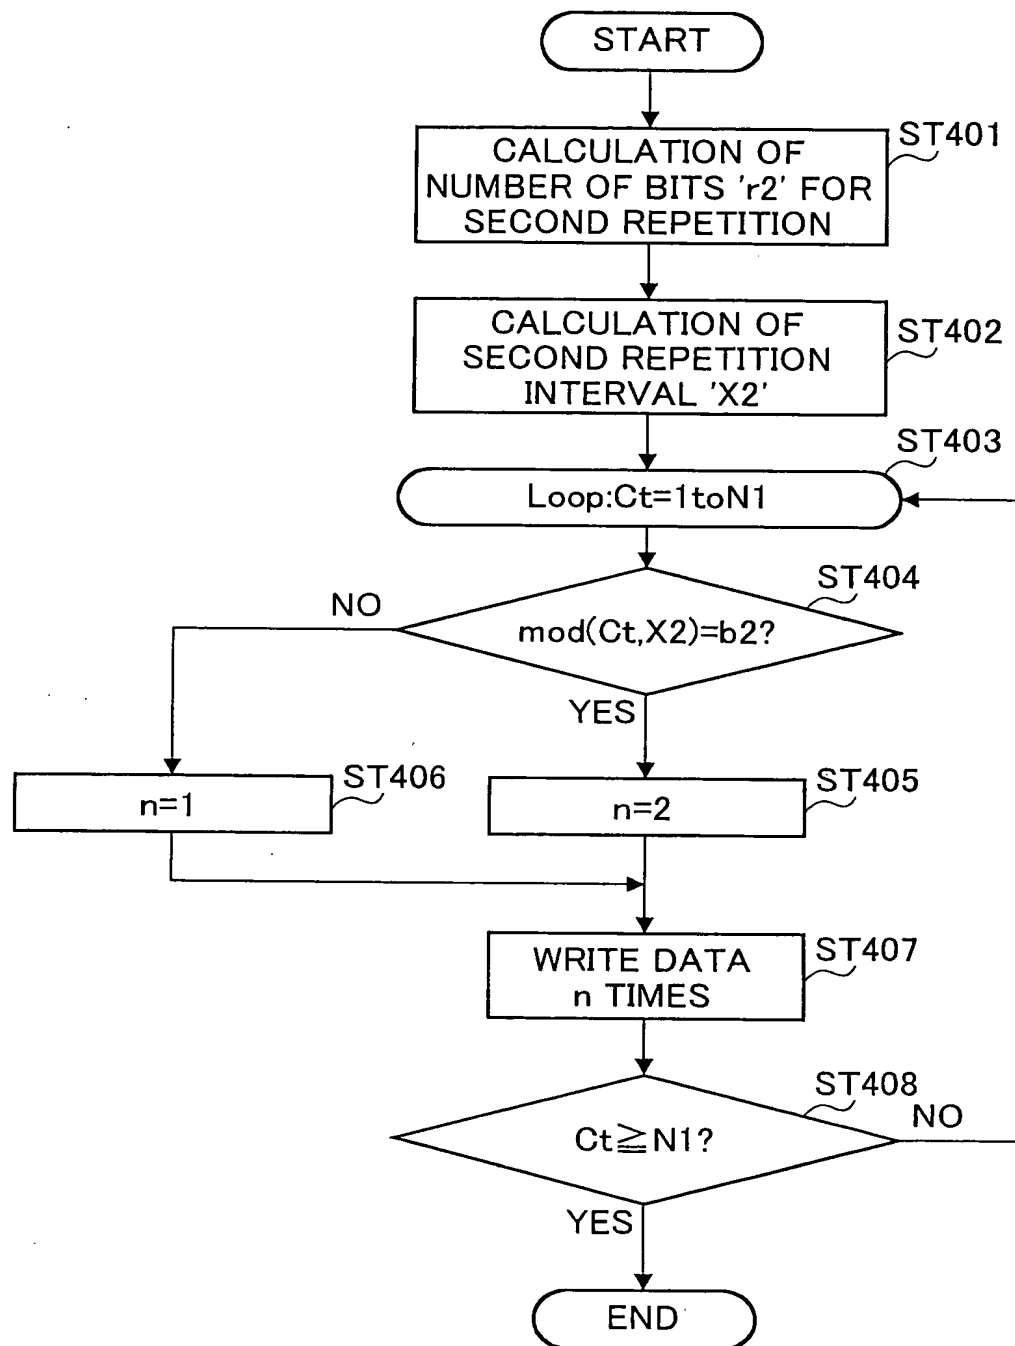 START
ST401
CALCULATION OF
NUMBER OF BITS 'r2' FOR
SECOND REPETITION
ST402
CALCULATION OF
SECOND REPETITION
INTERVAL 'X2'
ST403
Loop:Ct=1toN1
ST404
NO
mod(Ct,X2)=b2?
YES
ST406
n=1
ST405
n=2
ST407
WRITE DATA
n TIMES
ST408
NO
Ct≧N1?
YES
END